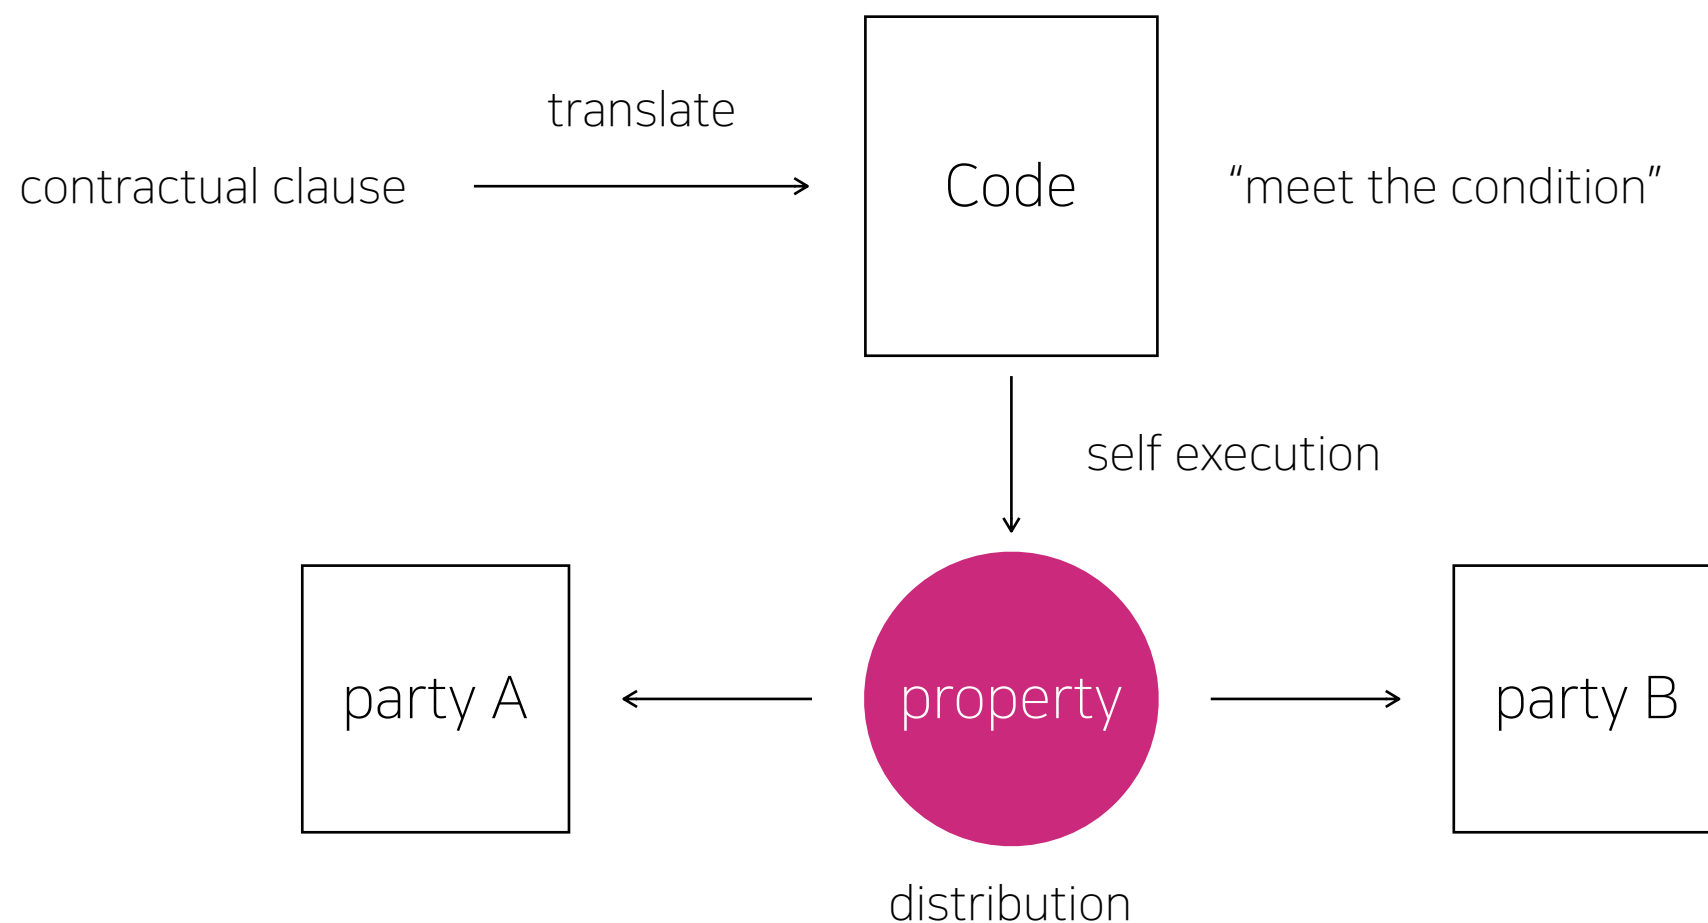 translate
contractual clause
Code
“meet the condition”
self execution
party A
property
party B
distribution